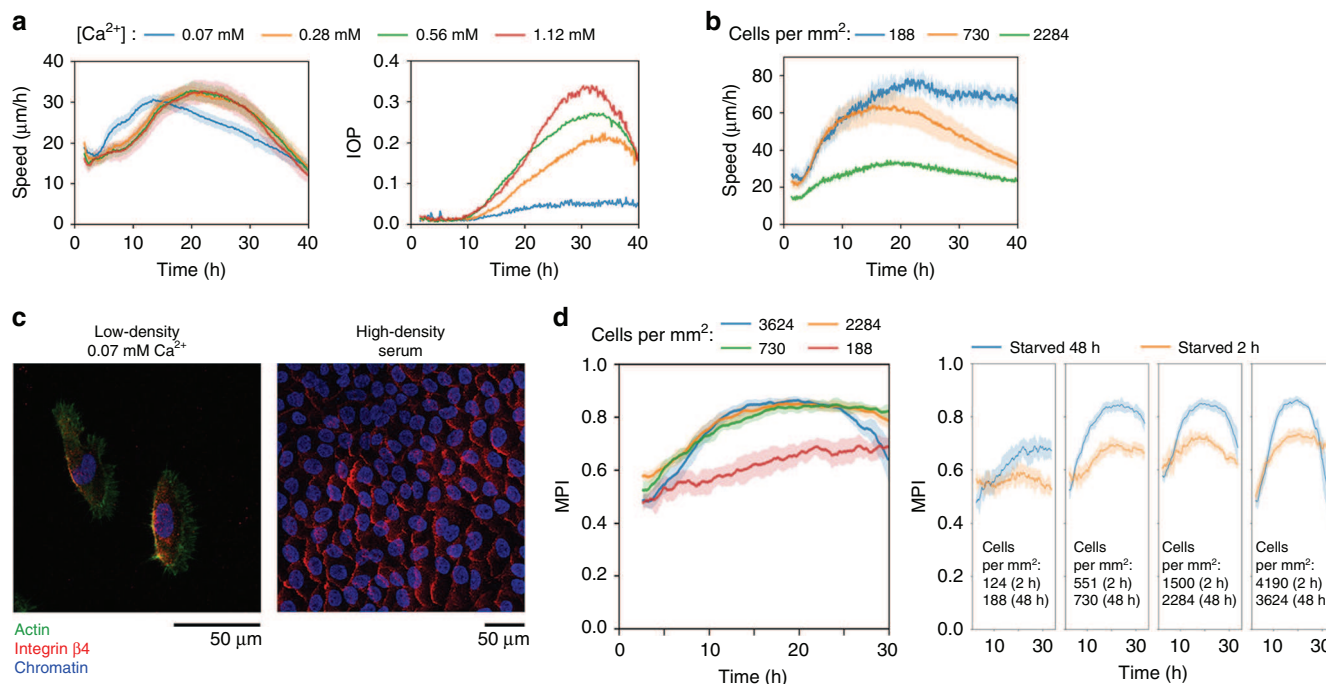 a
[Ca²⁺] : 0.07 mM 0.28 mM 0.56 mM 1.12 mM
Speed (μm/h)
40
30
20
10
0
0 10 20 30 40
Time (h)
IOP
0.4
0.3
0.2
0.1
0
0 10 20 30 40
Time (h)
b
Cells per mm²: 188 730 2284
Speed (μm/h)
80
60
40
20
0
0 10 20 30 40
Time (h)
c
Low-density
0.07 mM Ca²⁺
High-density
serum
50 μm
50 μm
Actin
Integrin β4
Chromatin
d
Cells per mm²: 3624 2284
730 188
MPI
1.0
0.8
0.6
0.4
0.2
0.0
0 10 20 30
Time (h)
Starved 48 h Starved 2 h
MPI
1.0
0.8
0.6
0.4
0.2
0.0
Cells
per mm²:
124 (2 h)
188 (48 h)
Cells
per mm²:
551 (2 h)
730 (48 h)
Cells
per mm²:
1500 (2 h)
2284 (48 h)
Cells
per mm²:
4190 (2 h)
3624 (48 h)
10 30 10 30 10 30 10 30
Time (h)